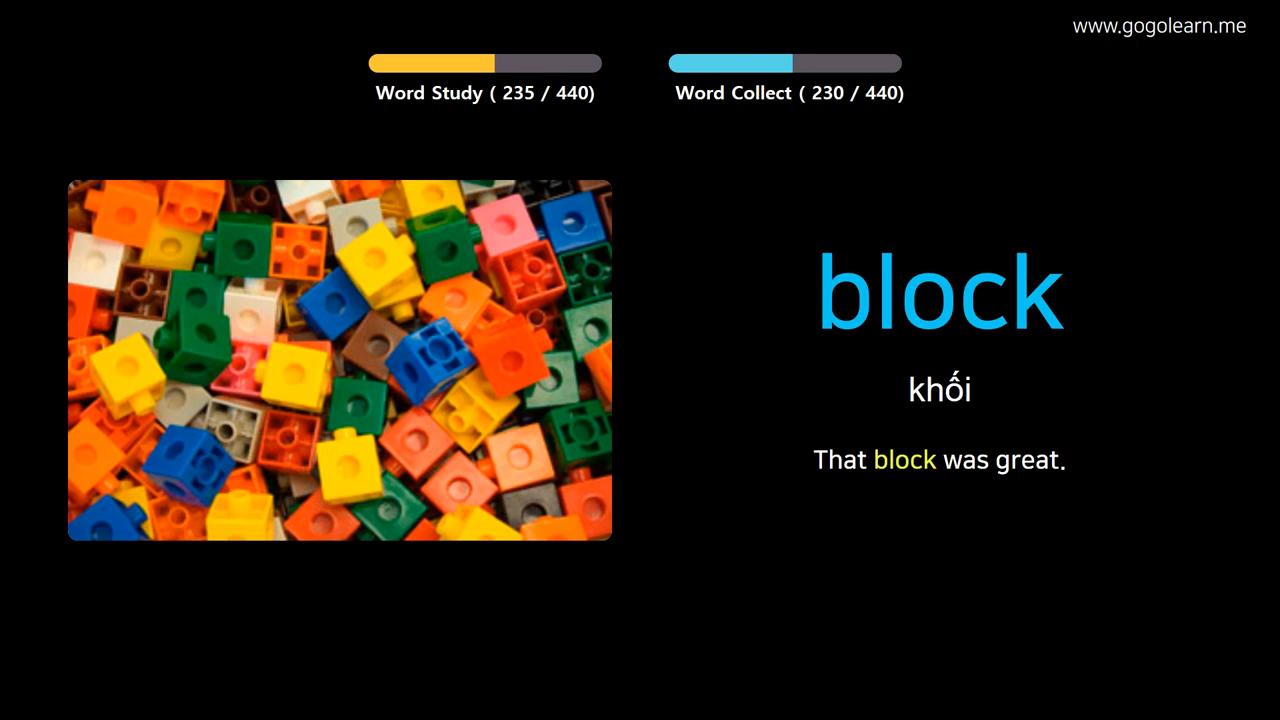 www.gogolearn.me
Word Study ( 235 / 440)
Word Collect ( 230 / 440)
block
khối
That block was great.